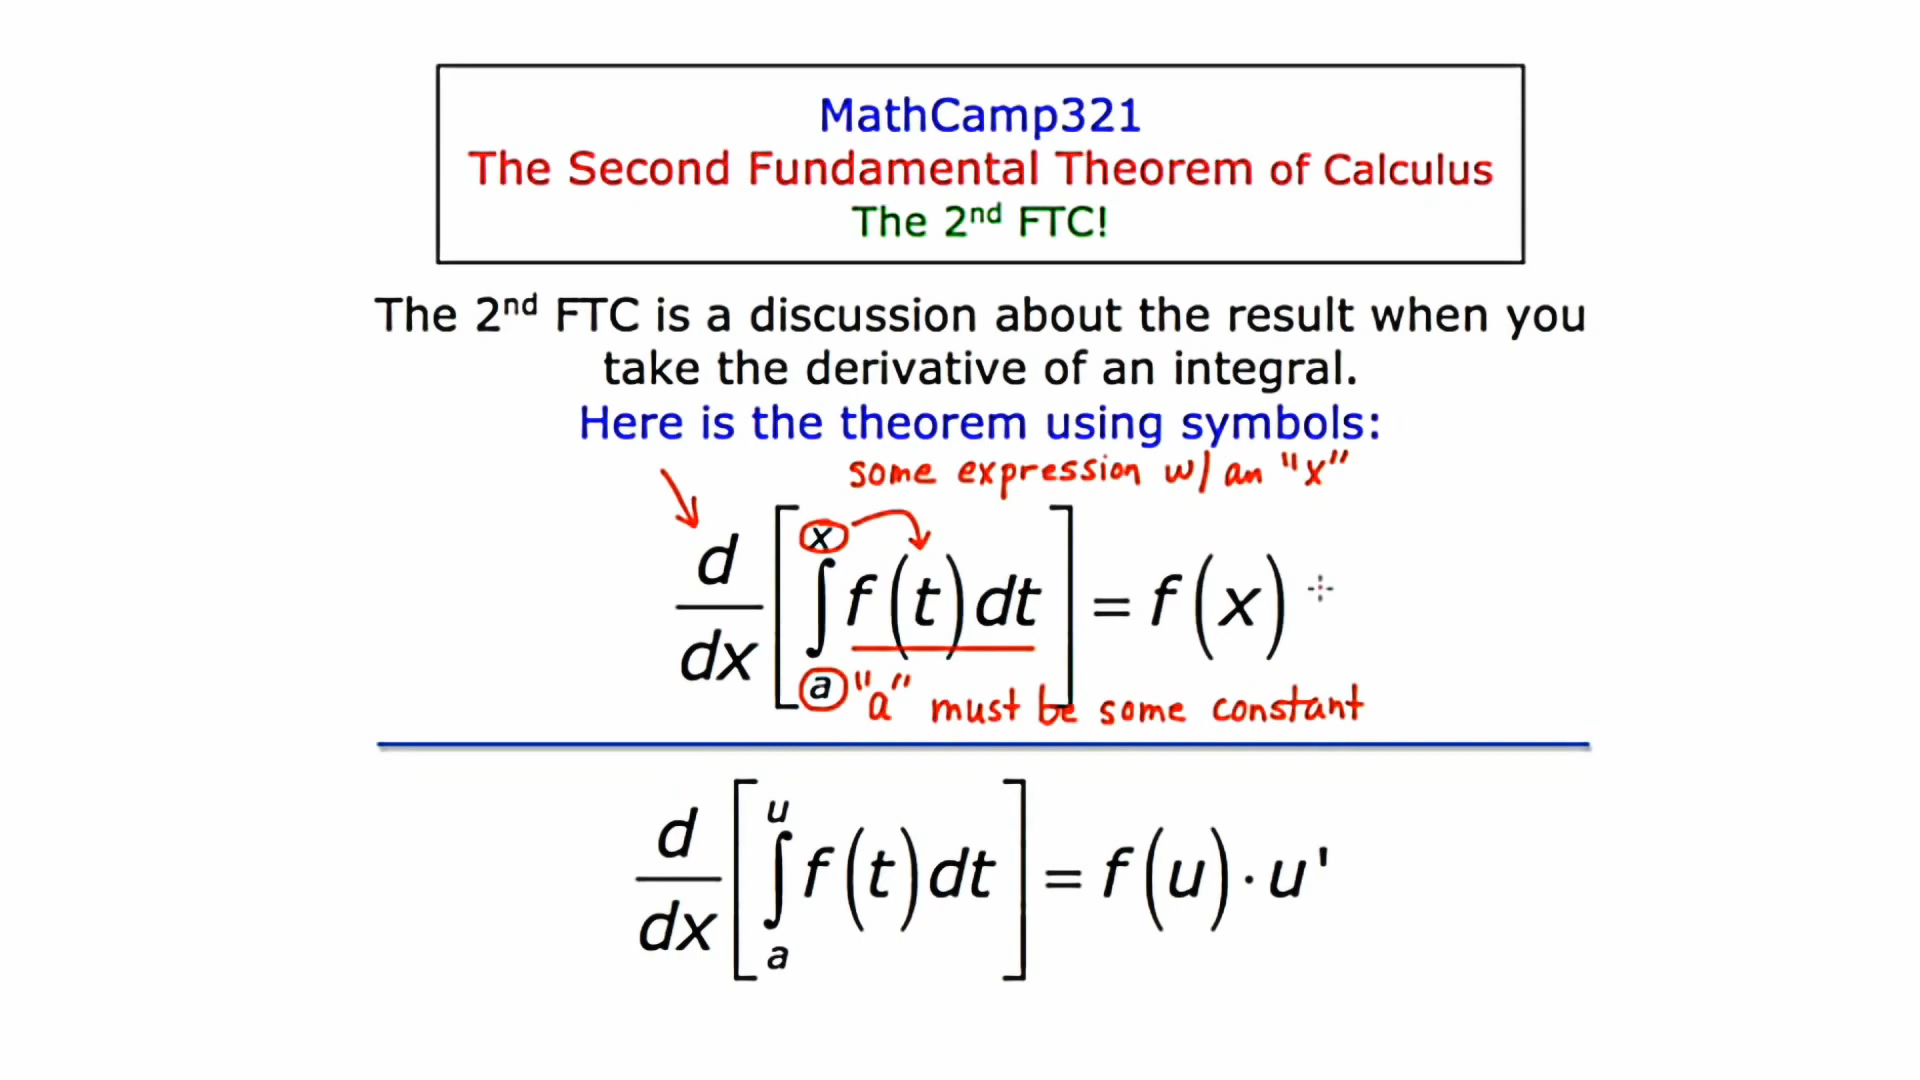 MathCamp321
The Second Fundamental Theorem of Calculus
The 2nd FTC!
The 2nd FTC is a discussion about the result when you
take the derivative of an integral.
Here is the theorem using symbols:
some expression w/ an "x"
d/dx [ ∫ₐˣ f(t) dt ] = f(x)
"a" must be some constant
d/dx [ ∫ₐᵘ f(t) dt ] = f(u) · u'